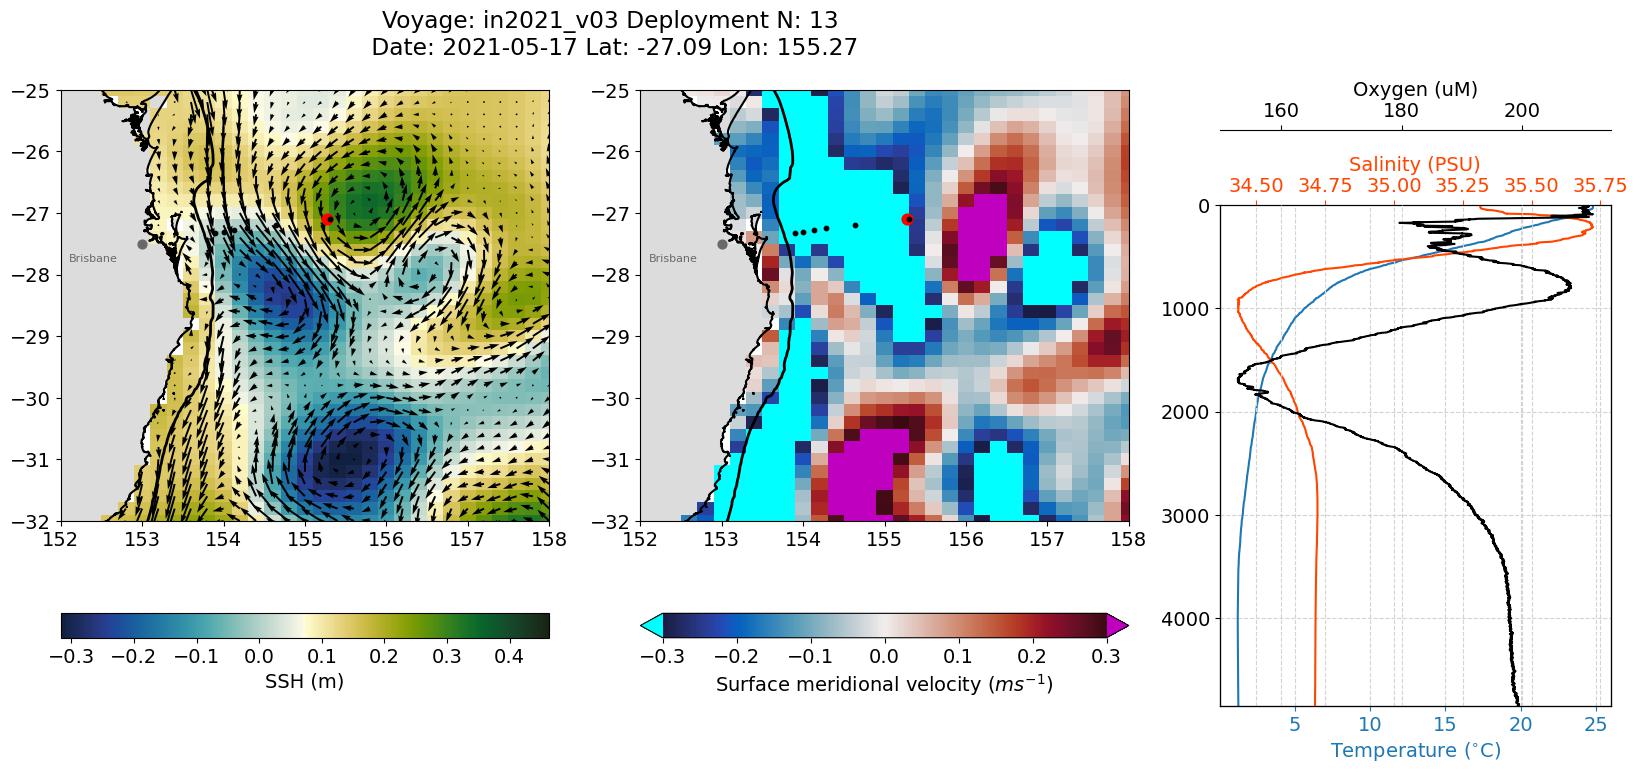 Voyage: in2021_v03 Deployment N: 13
Date: 2021-05-17 Lat: -27.09 Lon: 155.27
−25
−26
−27
−28
−29
−30
−31
−32
152 153 154 155 156 157 158
Brisbane
−0.3 −0.2 −0.1 0.0 0.1 0.2 0.3 0.4
SSH (m)
−25
−26
−27
−28
−29
−30
−31
−32
152 153 154 155 156 157 158
Brisbane
−0.3 −0.2 −0.1 0.0 0.1 0.2 0.3
Surface meridional velocity (ms⁻¹)
Oxygen (uM)
160 180 200
Salinity (PSU)
34.50 34.75 35.00 35.25 35.50 35.75
0
1000
2000
3000
4000
5 10 15 20 25
Temperature (°C)